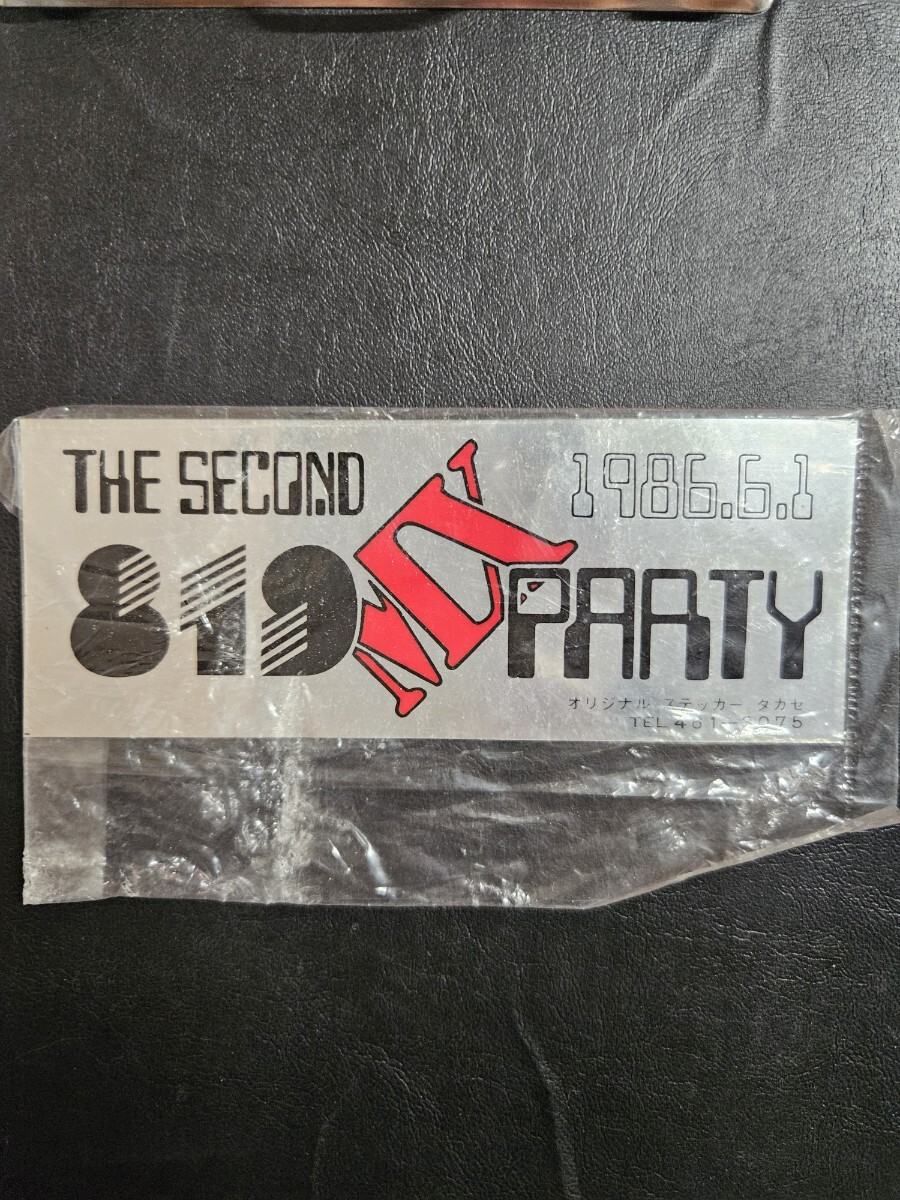 THE SECOND
1986.6.1
819
PARTY
オリジナル ステッカー タカセ
TEL 461-6075